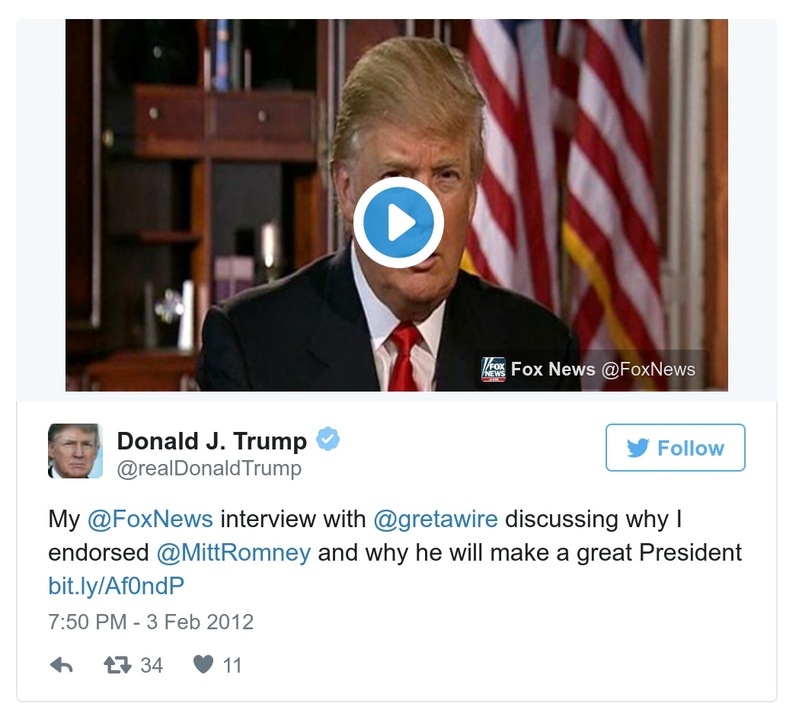 FOX NEWS
Fox News @FoxNews
Donald J. Trump
@realDonaldTrump
Follow
My @FoxNews interview with @gretawire discussing why I
endorsed @MittRomney and why he will make a great President
bit.ly/Af0ndP
7:50 PM - 3 Feb 2012
34 11